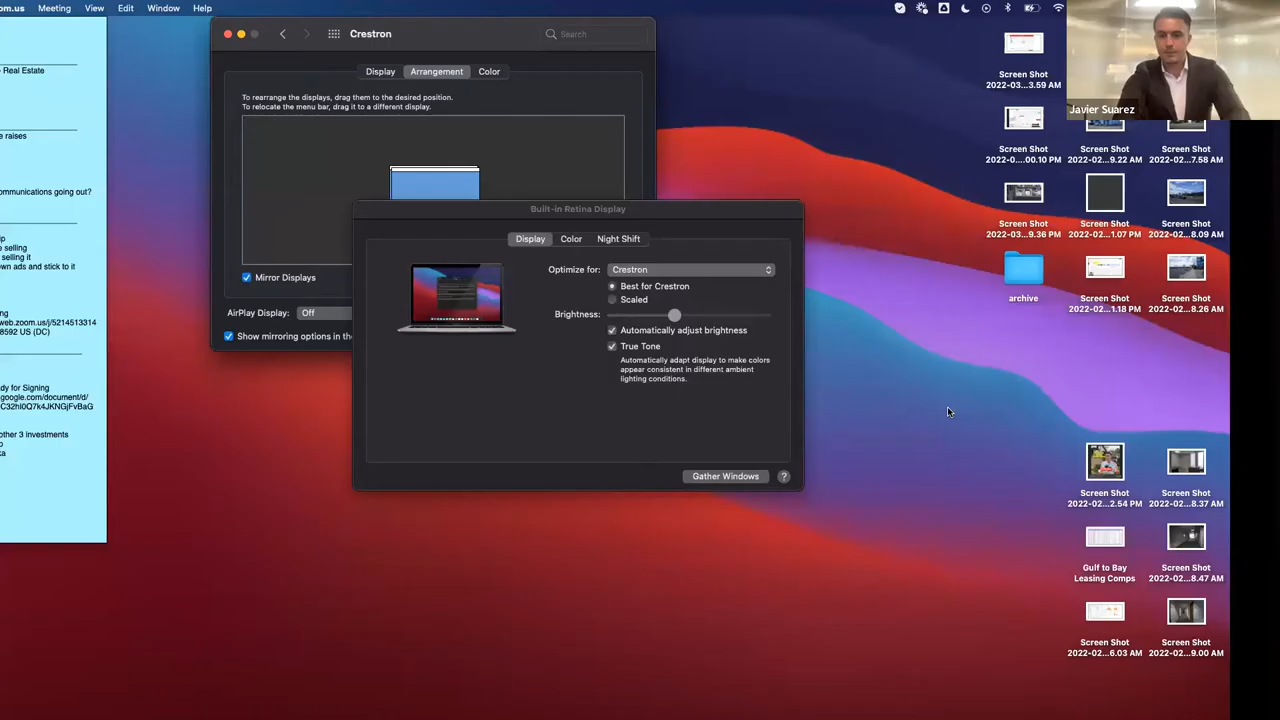 om.us Meeting View Edit Window Help
- Real Estate
e raises
ommunications going out?
ip
e selling
selling it
own ads and stick to it
ng
web.zoom.us/j/5214513314
8592 US (DC)
ady for Signing
google.com/document/d/
C32hI0Q7k4JKNGjFvBaG
other 3 investments
p
ka
Crestron
Search
Display Arrangement Color
To rearrange the displays, drag them to the desired position.
To relocate the menu bar, drag it to a different display.
Mirror Displays
AirPlay Display: Off
Show mirroring options in the
Built-in Retina Display
Display Color Night Shift
Optimize for: Crestron
Best for Crestron
Scaled
Brightness:
Automatically adjust brightness
True Tone
Automatically adapt display to make colors
appear consistent in different ambient
lighting conditions.
Gather Windows ?
Javier Suarez
Screen Shot
2022-03...3.59 AM
Screen Shot
2022-0....00.10 PM
Screen Shot
2022-02...9.22 AM
Screen Shot
2022-02...7.58 AM
Screen Shot
2022-03...9.36 PM
Screen Shot
2022-02...1.07 PM
Screen Shot
2022-02...8.09 AM
archive
Screen Shot
2022-02...1.18 PM
Screen Shot
2022-02...8.26 AM
Screen Shot
2022-02...2.54 PM
Screen Shot
2022-02...8.37 AM
Gulf to Bay
Leasing Comps
Screen Shot
2022-02...8.47 AM
Screen Shot
2022-02...6.03 AM
Screen Shot
2022-02...9.00 AM